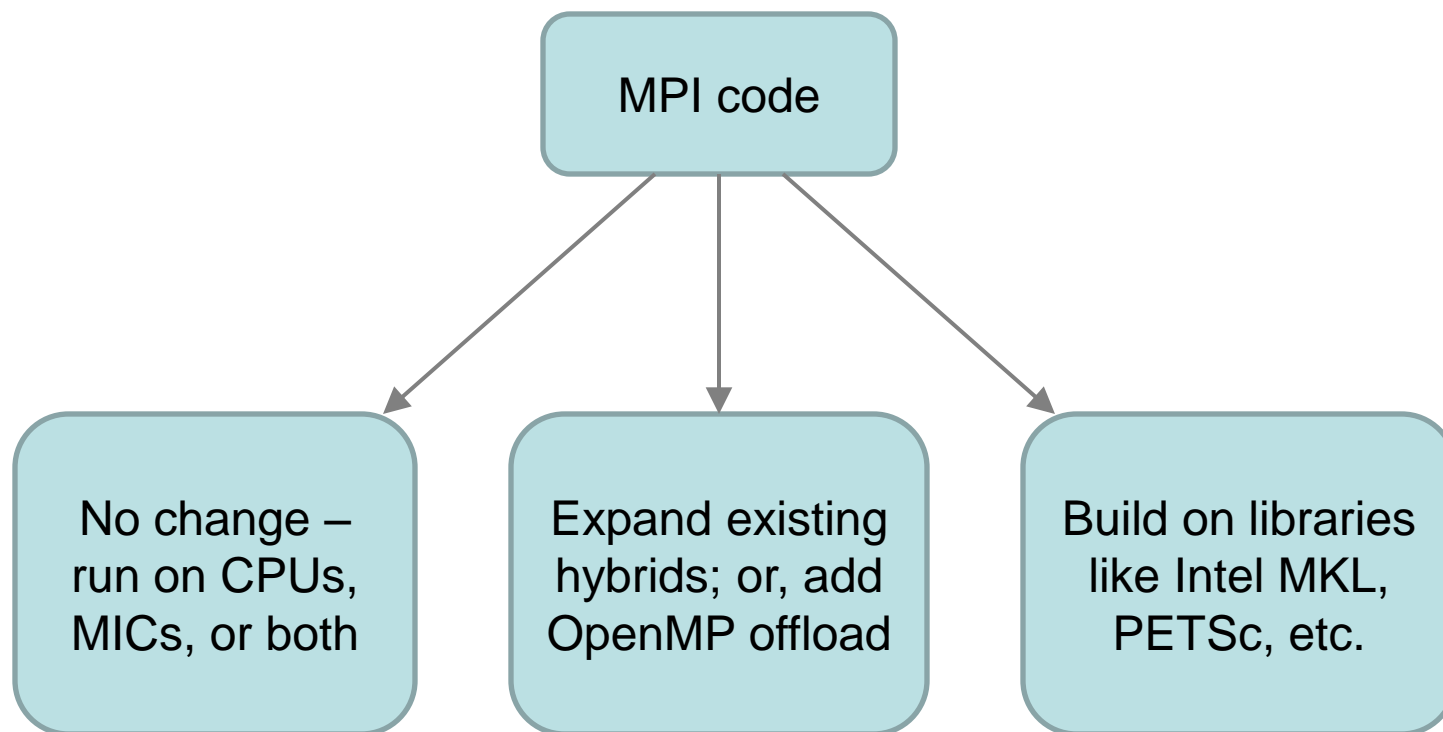 MPI code
No change –
run on CPUs,
MICs, or both
Expand existing
hybrids; or, add
OpenMP offload
Build on libraries
like Intel MKL,
PETSc, etc.